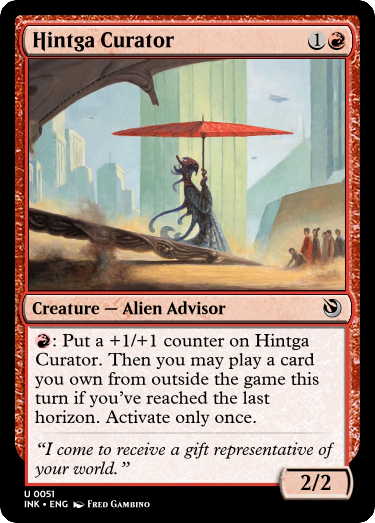 Hintga Curator
1
Creature — Alien Advisor
: Put a +1/+1 counter on Hintga
Curator. Then you may play a card
you own from outside the game this
turn if you've reached the last
horizon. Activate only once.
"I come to receive a gift representative of
your world."
2/2
U 0051
INK • ENG Fred Gambino